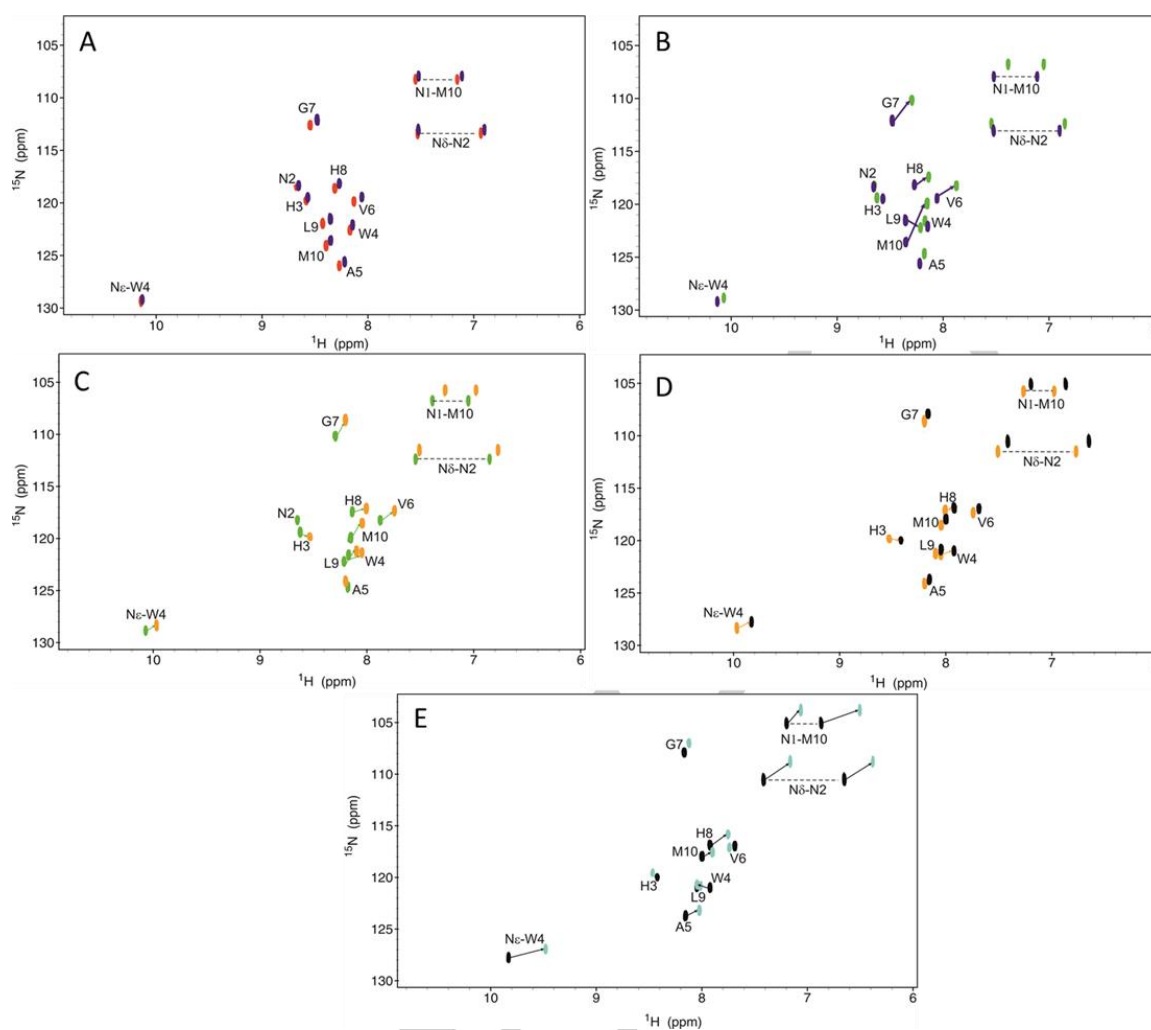 A
105
110
115
120
125
130
¹⁵N (ppm)
N1-M10
G7
Nδ-N2
N2
H8
H3
V6
L9
W4
M10
A5
Nε-W4
10
9
8
7
6
¹H (ppm)
B
105
110
115
120
125
130
¹⁵N (ppm)
N1-M10
G7
Nδ-N2
N2
H8
H3
V6
L9
W4
M10
A5
Nε-W4
10
9
8
7
¹H (ppm)
C
105
110
115
120
125
130
¹⁵N (ppm)
N1-M10
G7
Nδ-N2
H8
V6
N2
M10
H3
L9
W4
A5
Nε-W4
10
9
8
7
6
¹H (ppm)
D
105
110
115
120
125
130
¹⁵N (ppm)
N1-M10
G7
Nδ-N2
H8
M10
V6
H3
L9
W4
A5
Nε-W4
10
9
8
7
¹H (ppm)
E
105
110
115
120
125
130
¹⁵N (ppm)
N1-M10
G7
Nδ-N2
H8
M10
V6
H3
W4
L9
A5
Nε-W4
10
9
8
7
6
¹H (ppm)